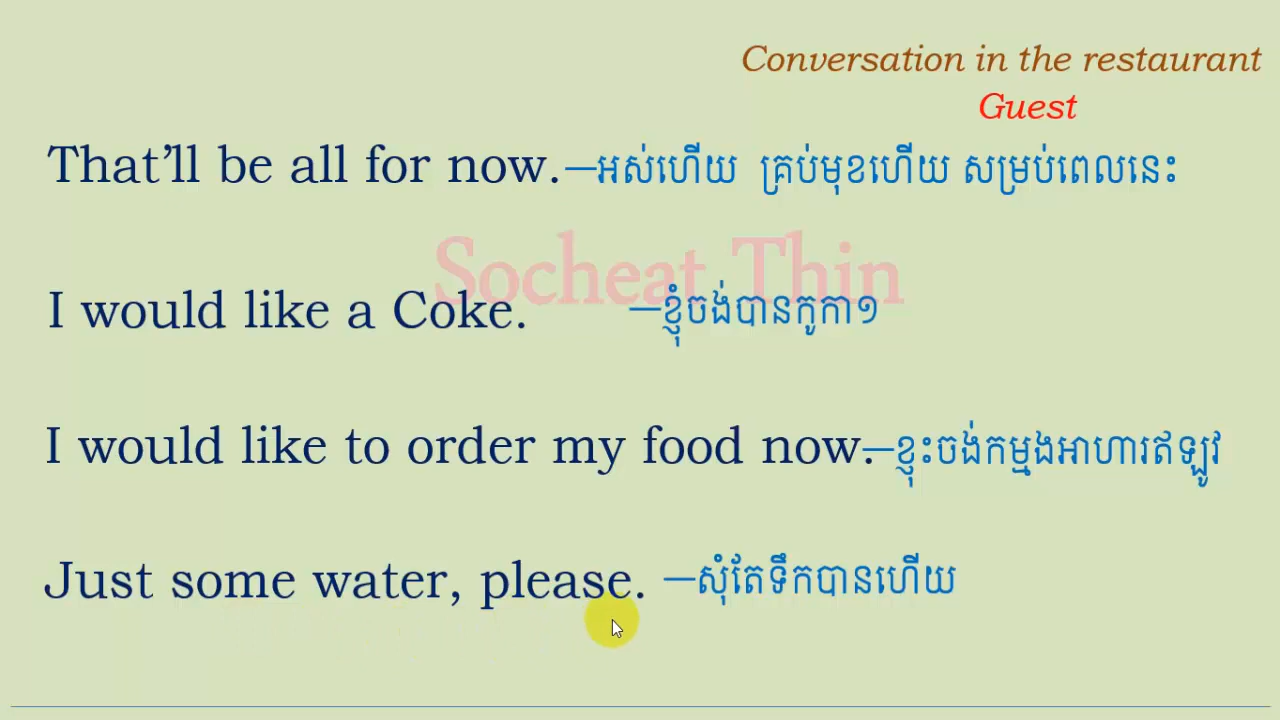 Conversation in the restaurant
Guest
That’ll be all for now. —អស់ហើយ គ្រប់មុខហើយ សម្រប់ពេលនេះ
Socheat Thin
I would like a Coke. —ខ្ញុំចង់បានកូកា១
I would like to order my food now. —ខ្ញុះចង់កម្មងអាហារឥឡូវ
Just some water, please. —សុំតែទឹកបានហើយ